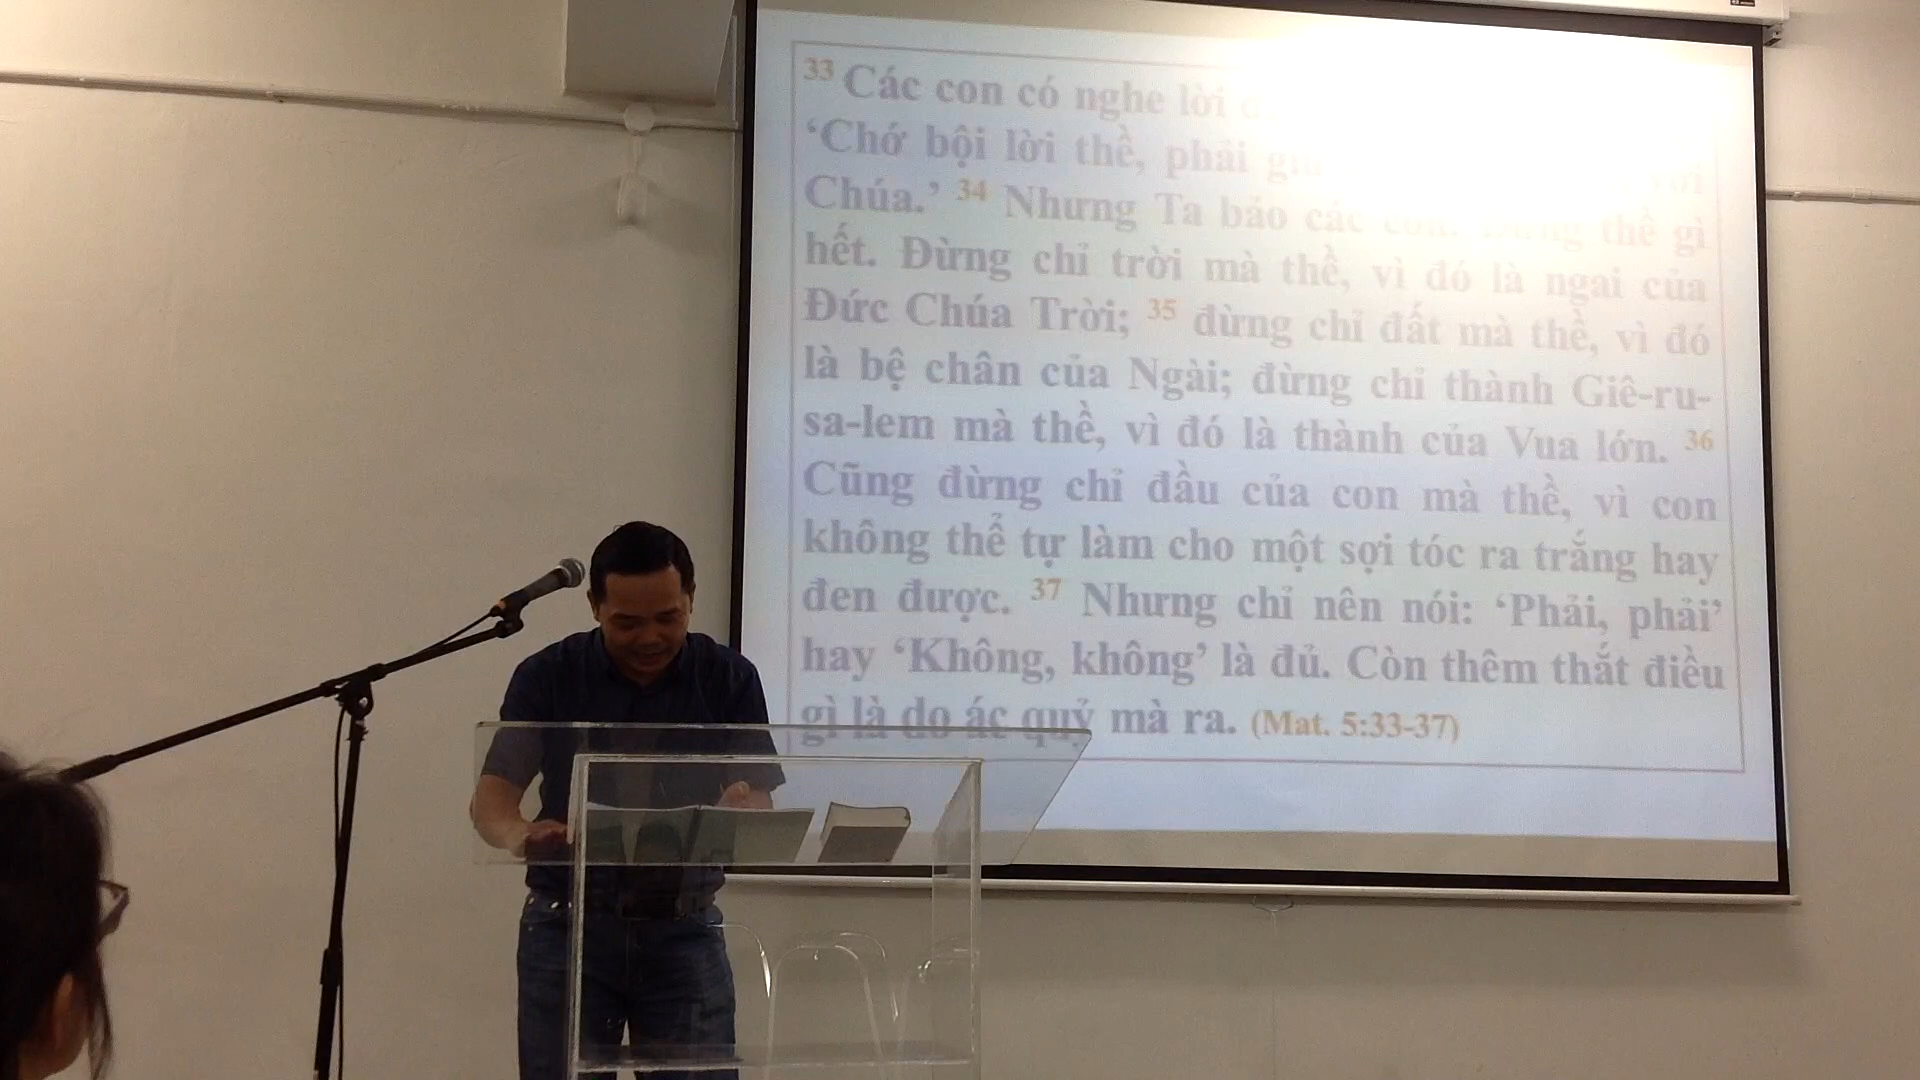 33 Các con có nghe lời
‘Chớ bội lời thề, phải
Chúa.’ 34 Nhưng Ta bảo các con: Đừng thề gì
hết. Đừng chỉ trời mà thề, vì đó là ngai của
Đức Chúa Trời; 35 đừng chỉ đất mà thề, vì đó
là bệ chân của Ngài; đừng chỉ thành Giê-ru-
sa-lem mà thề, vì đó là thành của Vua lớn. 36
Cũng đừng chỉ đầu của con mà thề, vì con
không thể tự làm cho một sợi tóc ra trắng hay
đen được. 37 Nhưng chỉ nên nói: ‘Phải, phải’
hay ‘Không, không’ là đủ. Còn thêm thắt điều
gì là do ác quỷ mà ra. (Mat. 5:33-37)